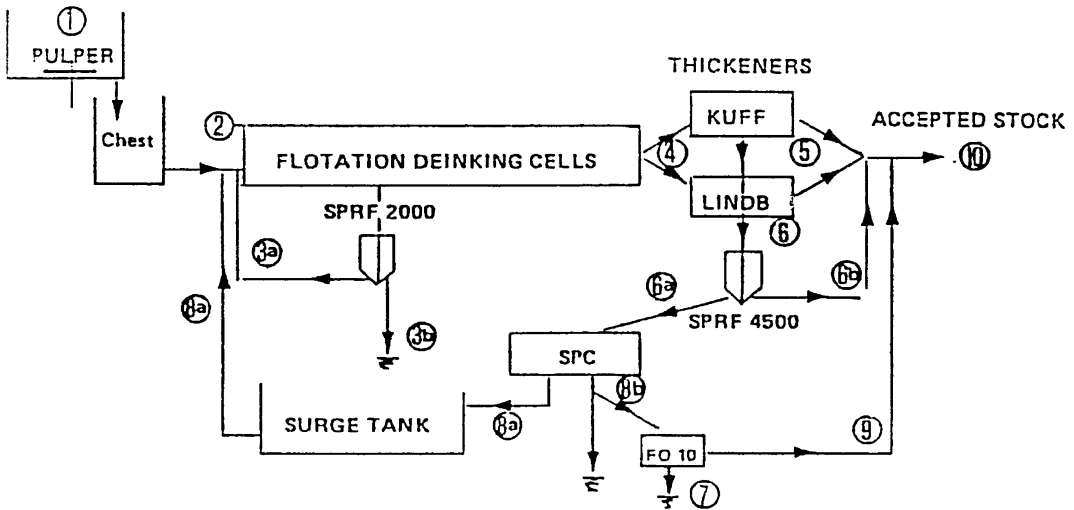 1
PULPER
Chest
2
FLOTATION DEINKING CELLS
THICKENERS
KUFF
LINDB
4
5
6
ACCEPTED STOCK
10
SPRF 2000
3a
3b
8a
6a
6b
SPRF 4500
SPC
8b
8a
SURGE TANK
FO 10
9
7